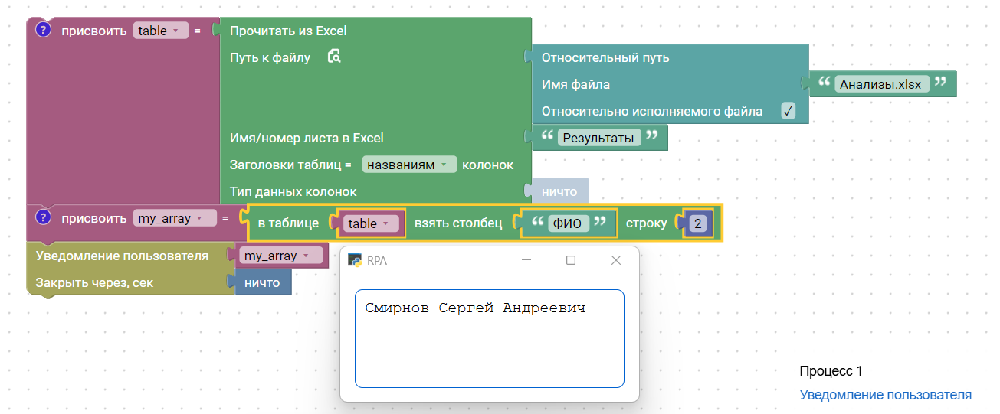 ? присвоить table = Прочитать из Excel
Путь к файлу Относительный путь
Имя файла “ Анализы.xlsx ”
Относительно исполняемого файла ✓
Имя/номер листа в Excel “ Результаты ”
Заголовки таблиц = названиям колонок
Тип данных колонок ничто
? присвоить my_array = в таблице table взять столбец “ ФИО ” строку 2
Уведомление пользователя my_array
Закрыть через, сек ничто
RPA
Смирнов Сергей Андреевич
Процесс 1
Уведомление пользователя